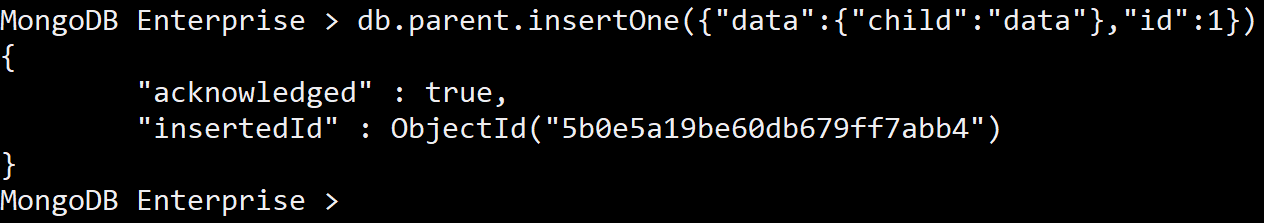 MongoDB Enterprise > db.parent.insertOne({"data":{"child":"data"},"id":1})
{
        "acknowledged" : true,
        "insertedId" : ObjectId("5b0e5a19be60db679ff7abb4")
}
MongoDB Enterprise >